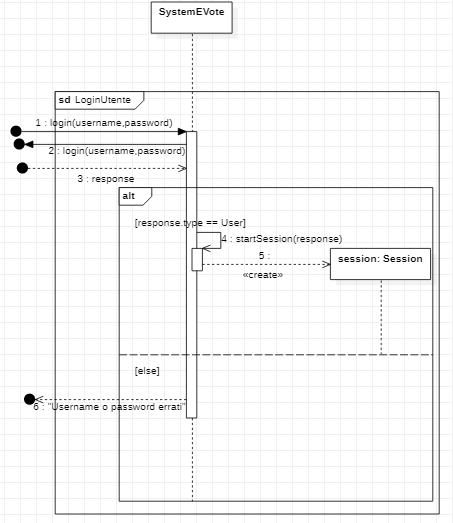 SystemEVote
sd LoginUtente
1 : login(username,password)
2 : login(username,password)
3 : response
alt
[response.type == User]
4 : startSession(response)
5 :
«create»
session: Session
[else]
6 : "Username o password errati"